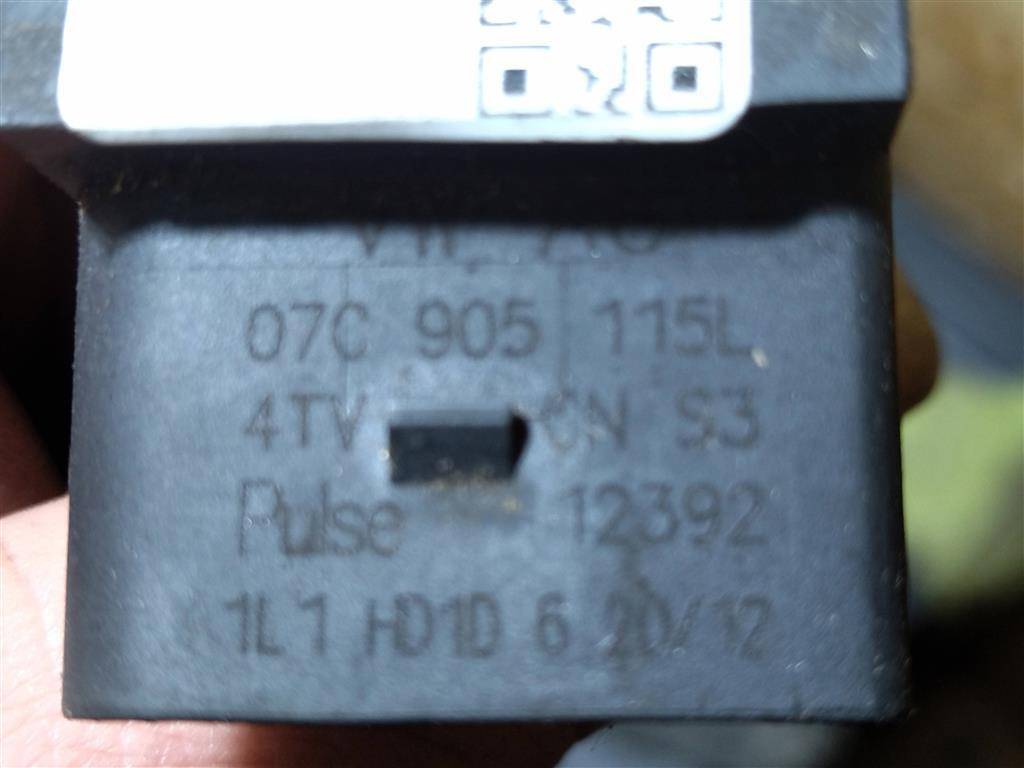 07C 905 115L
4TV CN S3
Pulse 12392
1L1 HD1D 6 20/12